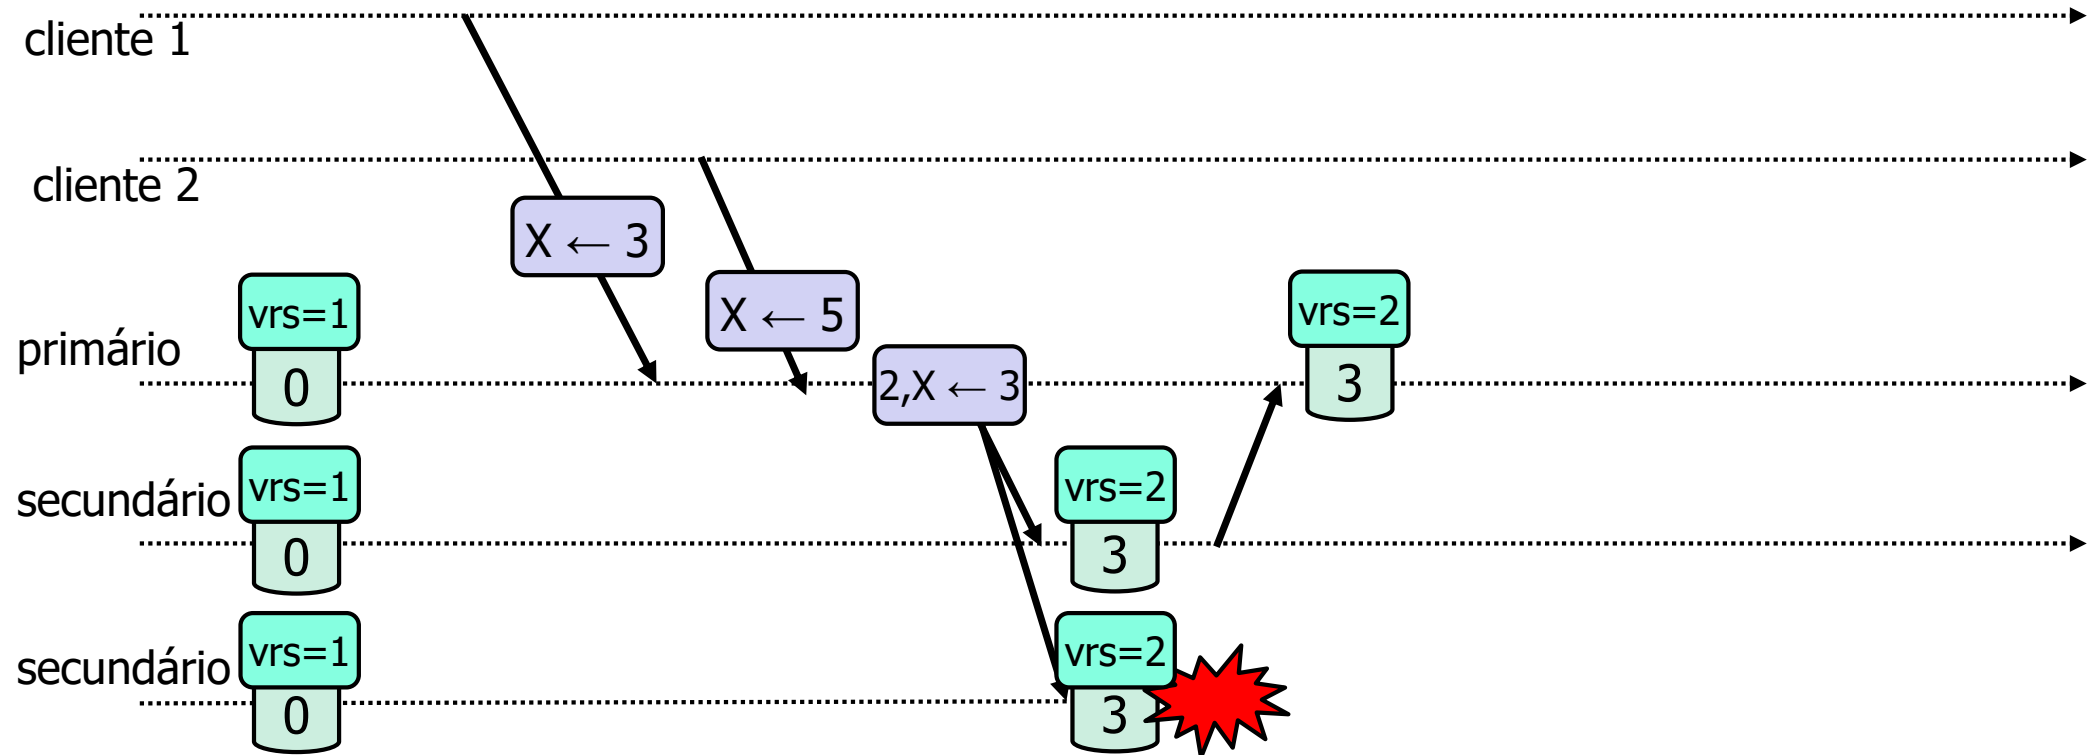 cliente 1
cliente 2
X ← 3
X ← 5
primário
vrs=1
0
2,X ← 3
vrs=2
3
secundário
vrs=1
0
vrs=2
3
secundário
vrs=1
0
vrs=2
3